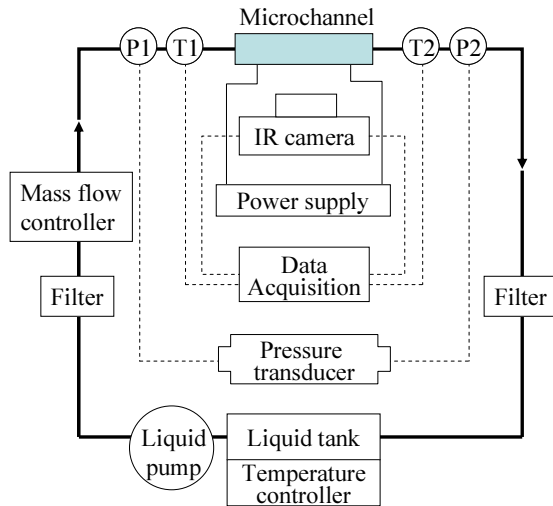 Microchannel
P1
T1
T2
P2
IR camera
Mass flow
controller
Power supply
Data
Acquisition
Filter
Filter
Pressure
transducer
Liquid
pump
Liquid tank
Temperature
controller